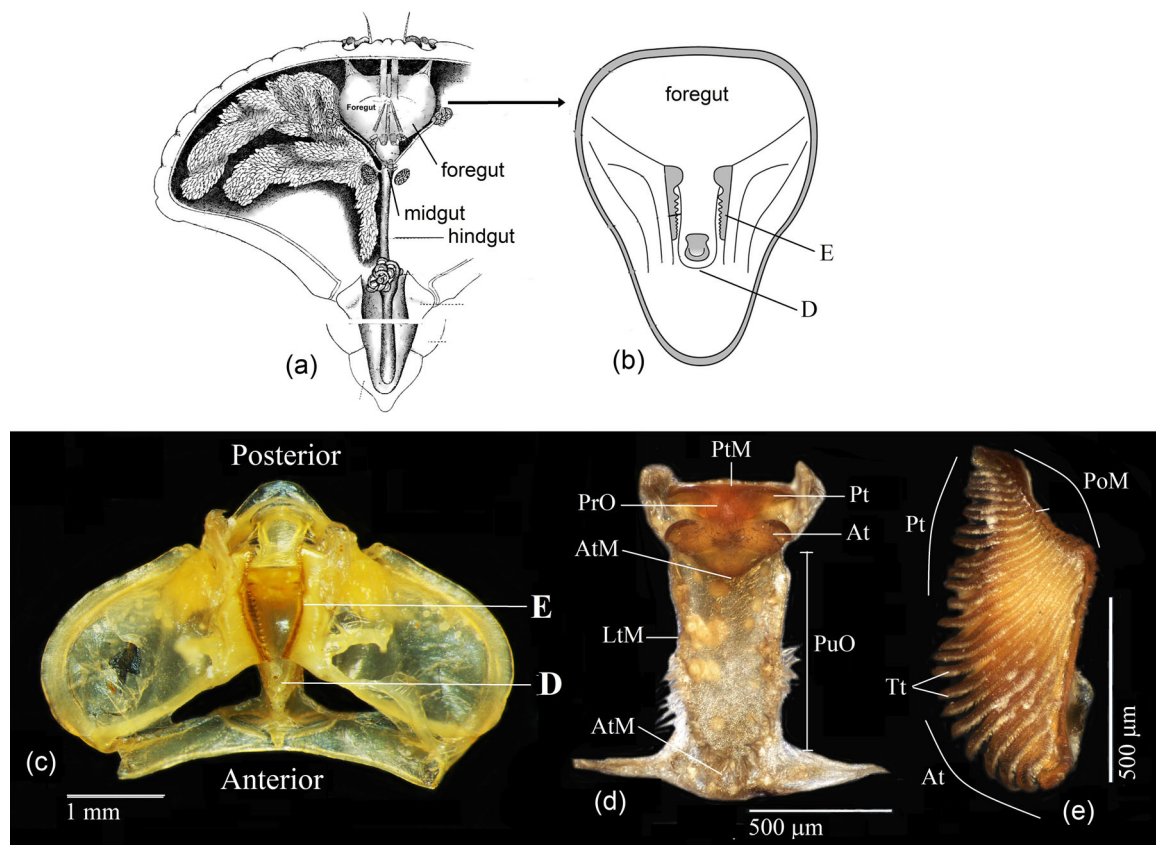 Foregut
foregut
midgut
hindgut
(a)
foregut
E
D
(b)
Posterior
E
D
Anterior
(c)
1 mm
PtM
PrO
Pt
At
AtM
LtM
PuO
AtM
(d)
500 µm
PoM
Pt
Tt
At
(e)
500 µm